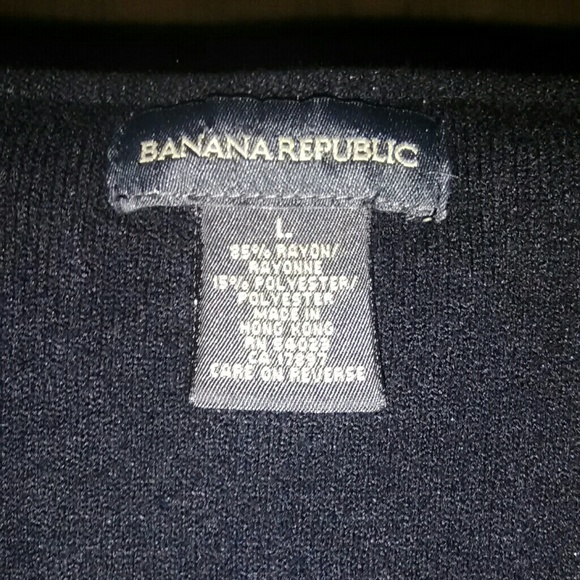 BANANA REPUBLIC
L
85% RAYON/
RAYONNE
15% POLYESTER/
POLYESTER
MADE IN
HONG KONG
RN 54023
CA 17897
CARE ON REVERSE